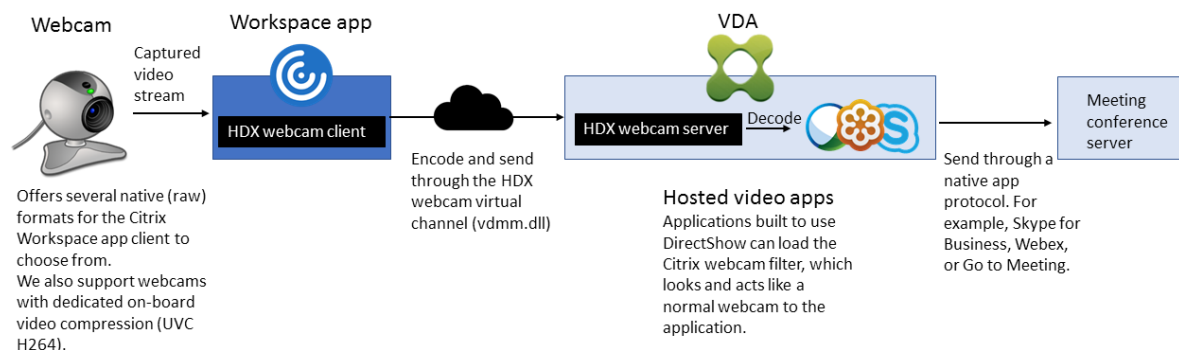 Webcam
Captured
video
stream
Offers several native (raw)
formats for the Citrix
Workspace app client to
choose from.
We also support webcams
with dedicated on-board
video compression (UVC
H264).
Workspace app
HDX webcam client
Encode and send
through the HDX
webcam virtual
channel (vdmm.dll)
VDA
HDX webcam server
Decode
S
Hosted video apps
Applications built to use
DirectShow can load the
Citrix webcam filter, which
looks and acts like a
normal webcam to the
application.
Send through a
native app
protocol. For
example, Skype for
Business, Webex,
or Go to Meeting.
Meeting
conference
server